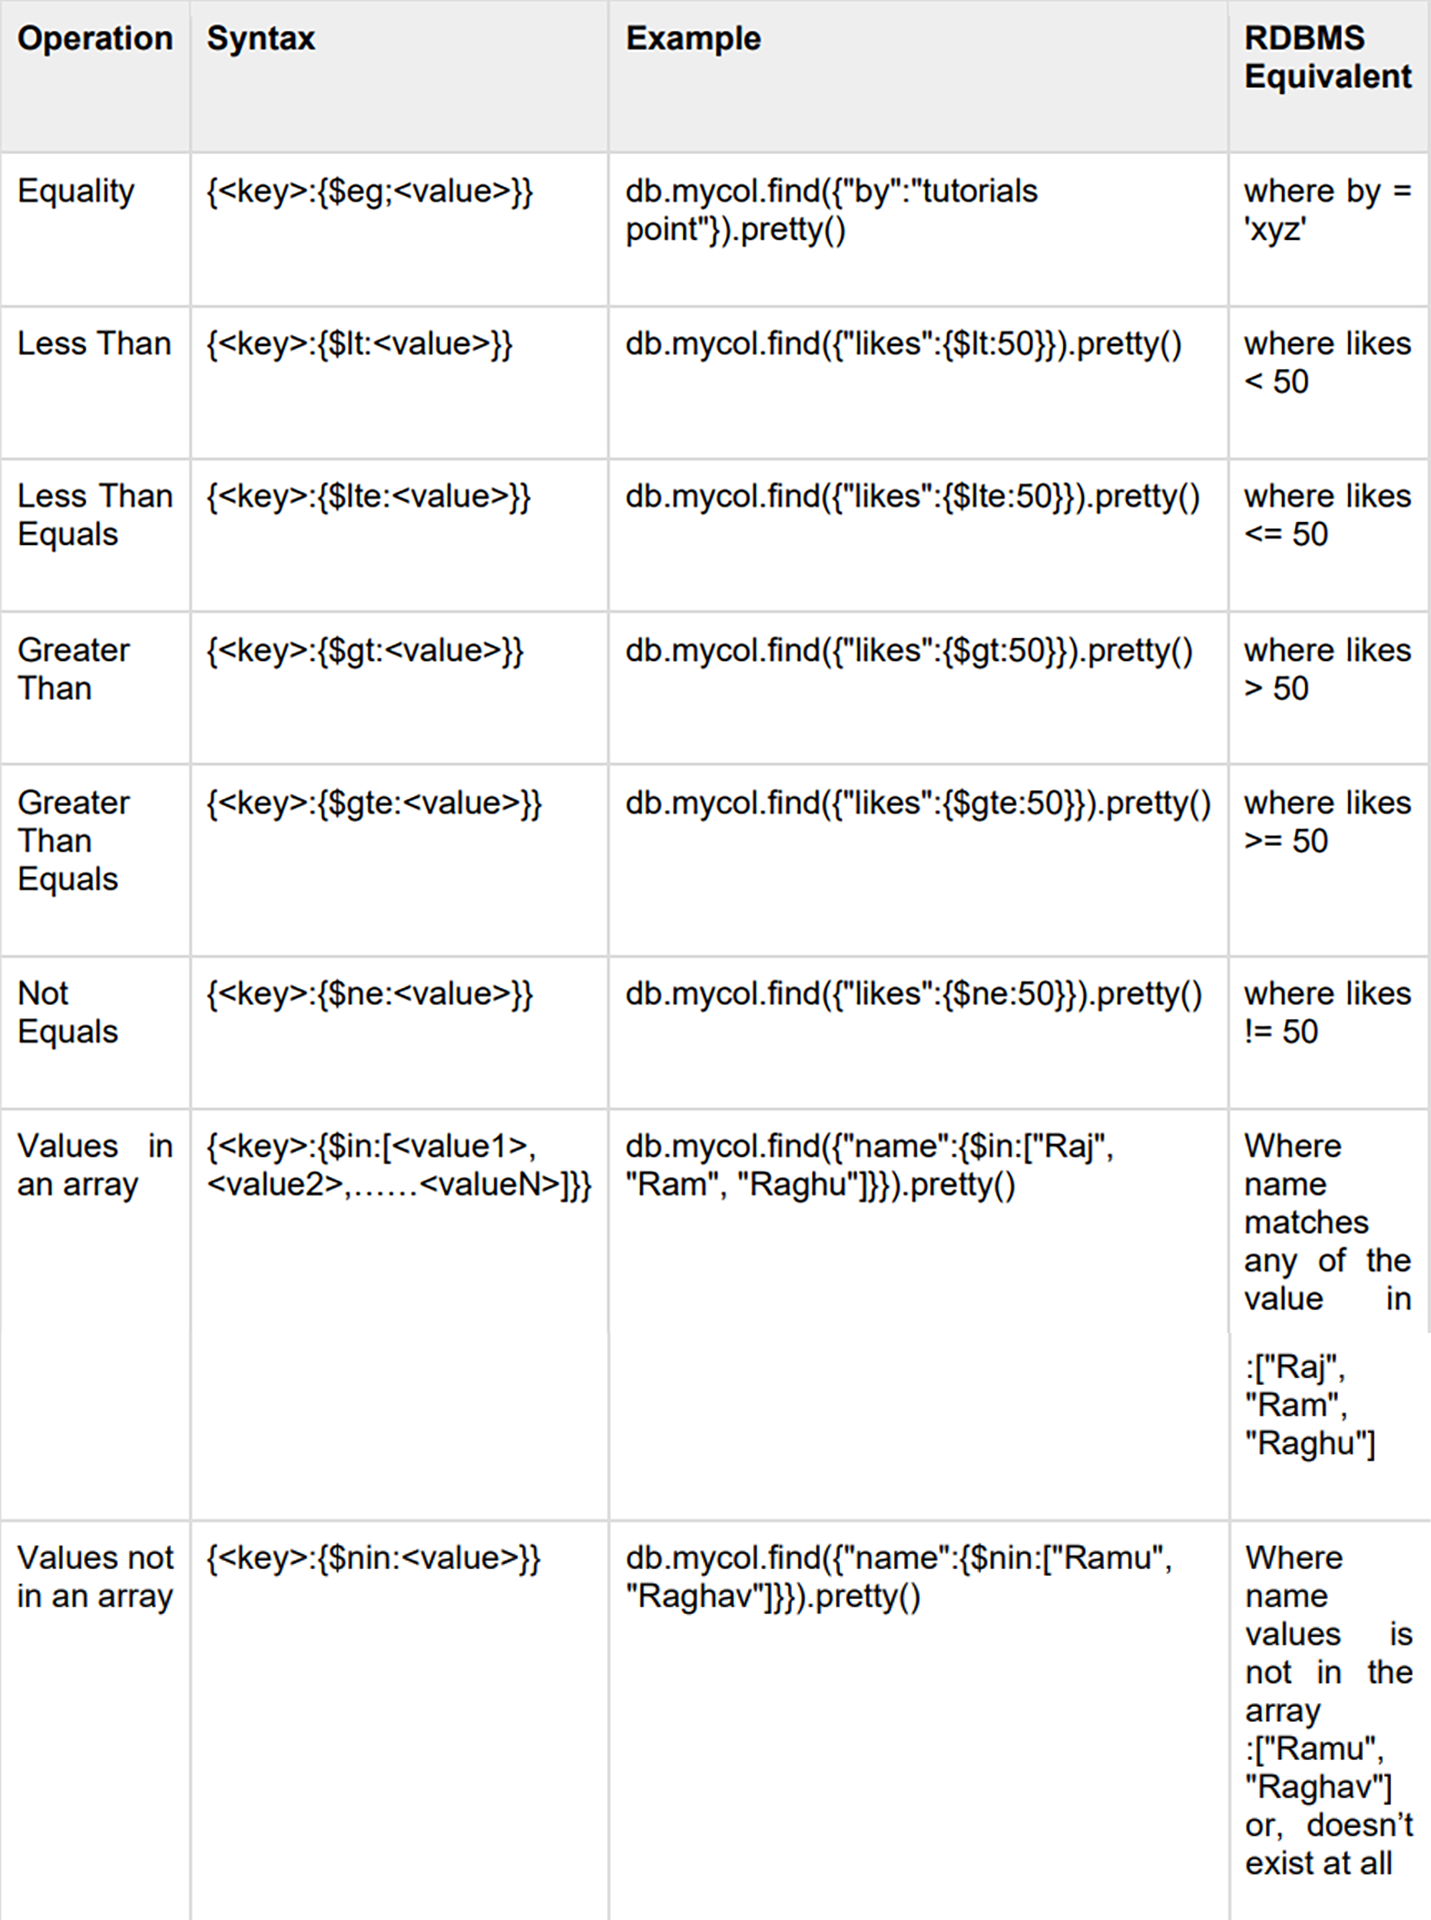 Operation Syntax Example RDBMS
Equivalent
Equality {<key>:{$eg;<value>}} db.mycol.find({"by":"tutorials where by =
point"}).pretty() 'xyz'
Less Than {<key>:{$lt:<value>}} db.mycol.find({"likes":{$lt:50}}).pretty() where likes
< 50
Less Than {<key>:{$lte:<value>}} db.mycol.find({"likes":{$lte:50}}).pretty() where likes
Equals <= 50
Greater {<key>:{$gt:<value>}} db.mycol.find({"likes":{$gt:50}}).pretty() where likes
Than > 50
Greater {<key>:{$gte:<value>}} db.mycol.find({"likes":{$gte:50}}).pretty() where likes
Than >= 50
Equals
Not {<key>:{$ne:<value>}} db.mycol.find({"likes":{$ne:50}}).pretty() where likes
Equals != 50
Values in {<key>:{$in:[<value1>, db.mycol.find({"name":{$in:["Raj", Where
an array <value2>,……<valueN>]}} "Ram", "Raghu"]}}).pretty() name
matches
any of the
value in
:["Raj",
"Ram",
"Raghu"]
Values not {<key>:{$nin:<value>}} db.mycol.find({"name":{$nin:["Ramu", Where
in an array "Raghav"]}}).pretty() name
values is
not in the
array
:["Ramu",
"Raghav"]
or, doesn’t
exist at all